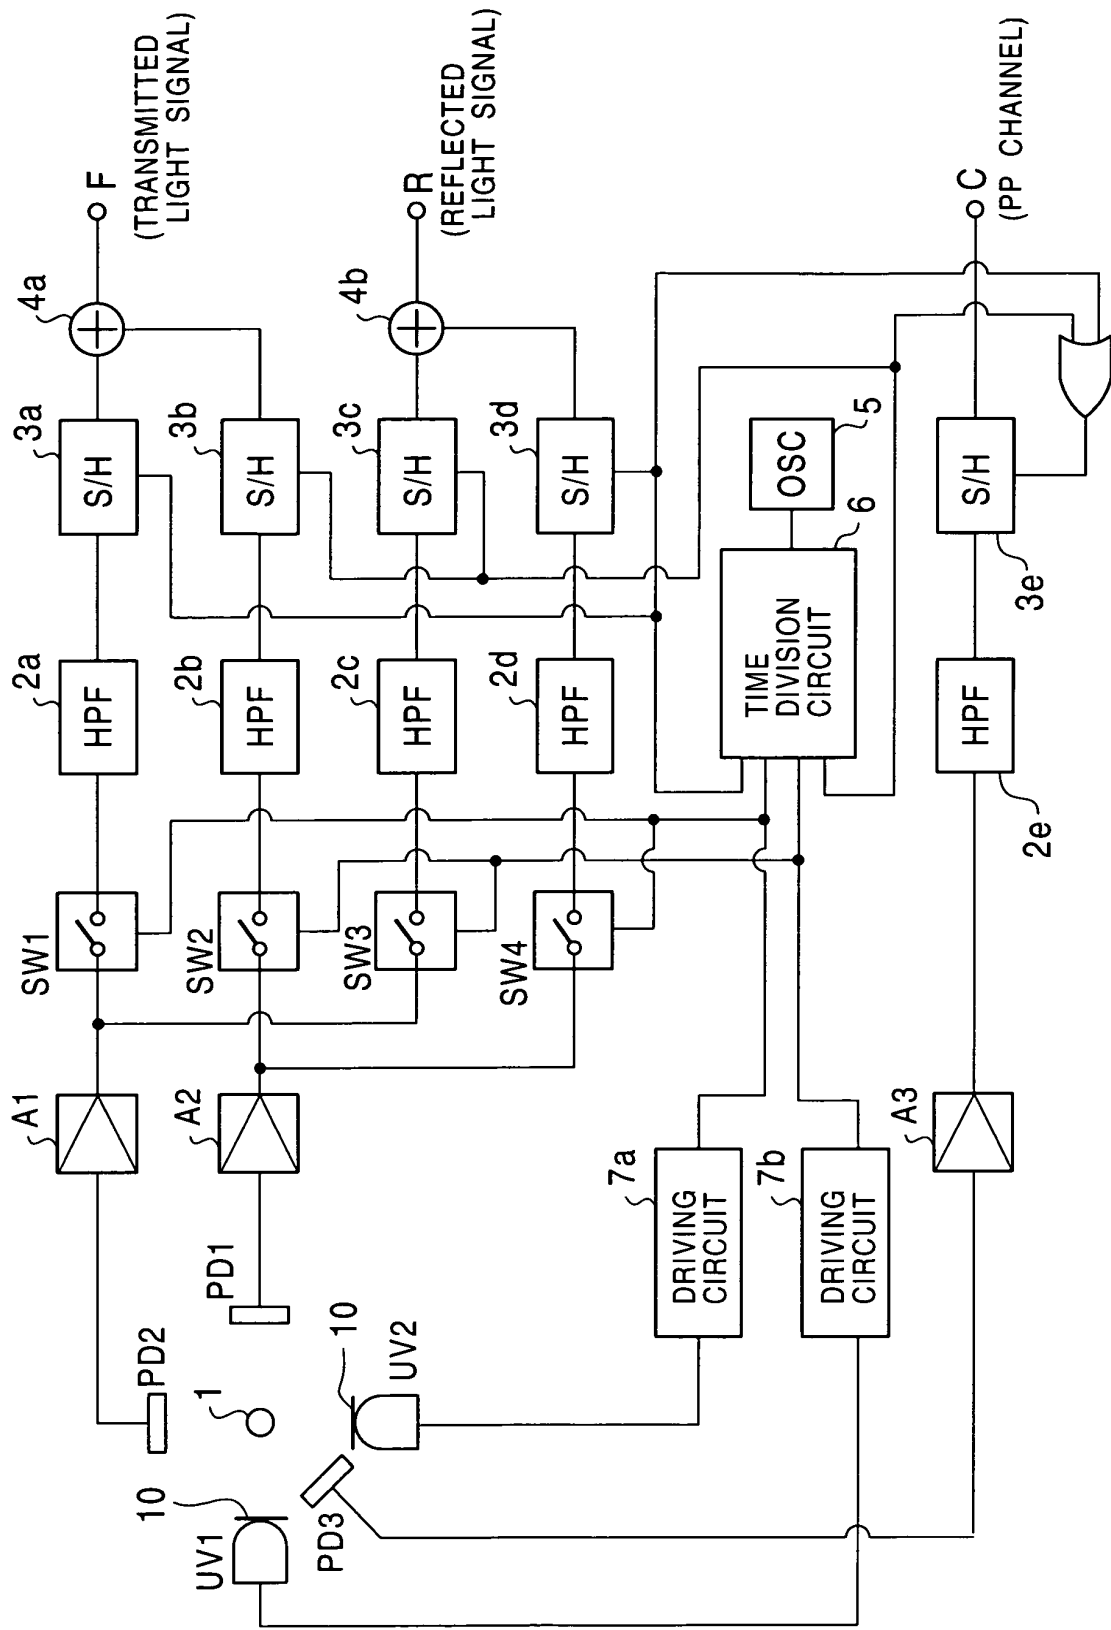 4a
F
(TRANSMITTED
LIGHT SIGNAL)
3a
S/H
2a
HPF
SW1
A1
PD2
3b
S/H
2b
HPF
SW2
A2
PD1
1
10
UV1
4b
R
(REFLECTED
LIGHT SIGNAL)
3c
S/H
2c
HPF
SW3
10
UV2
PD3
3d
S/H
2d
HPF
SW4
OSC
5
6
TIME
DIVISION
CIRCUIT
7a
DRIVING
CIRCUIT
7b
DRIVING
CIRCUIT
A3
2e
HPF
3e
S/H
C
(PP CHANNEL)